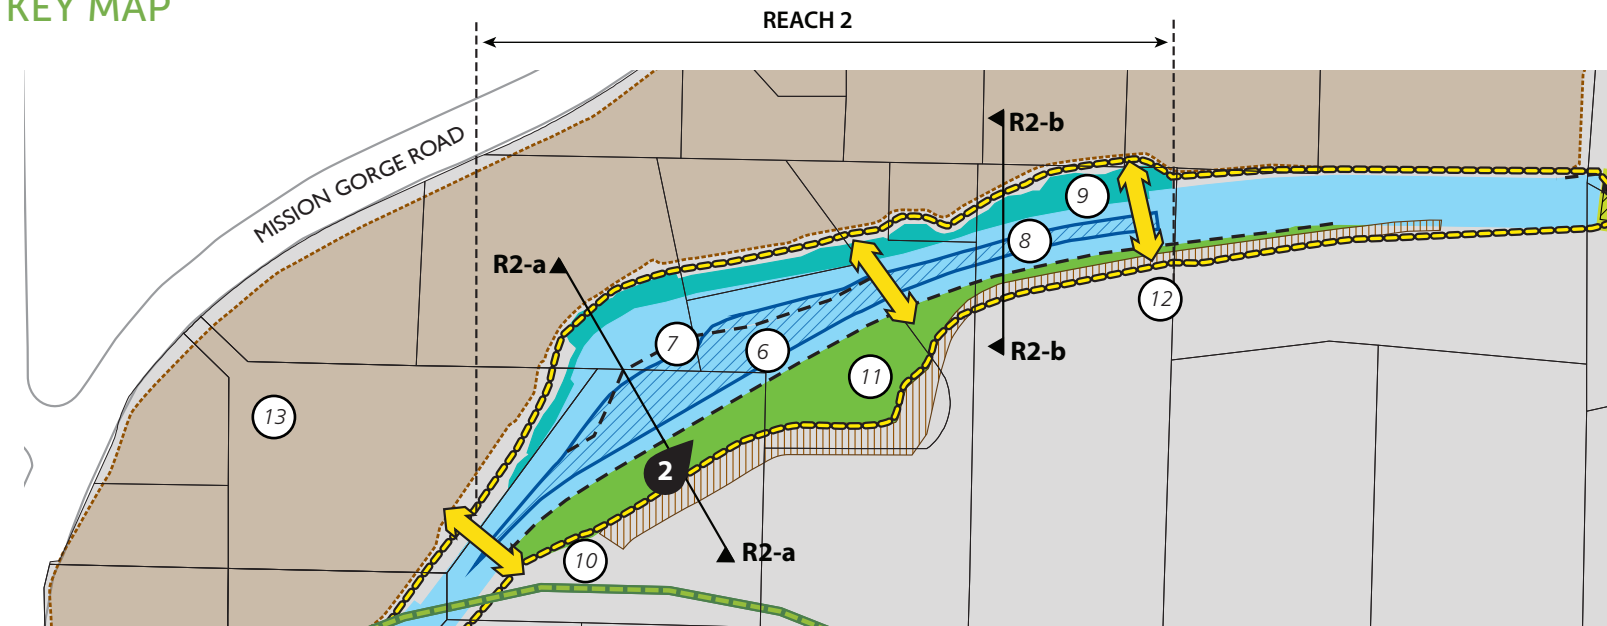 KEY MAP
REACH 2
MISSION GORGE ROAD
R2-b
9
8
R2-a
12
7
6
R2-b
11
13
2
R2-a
10